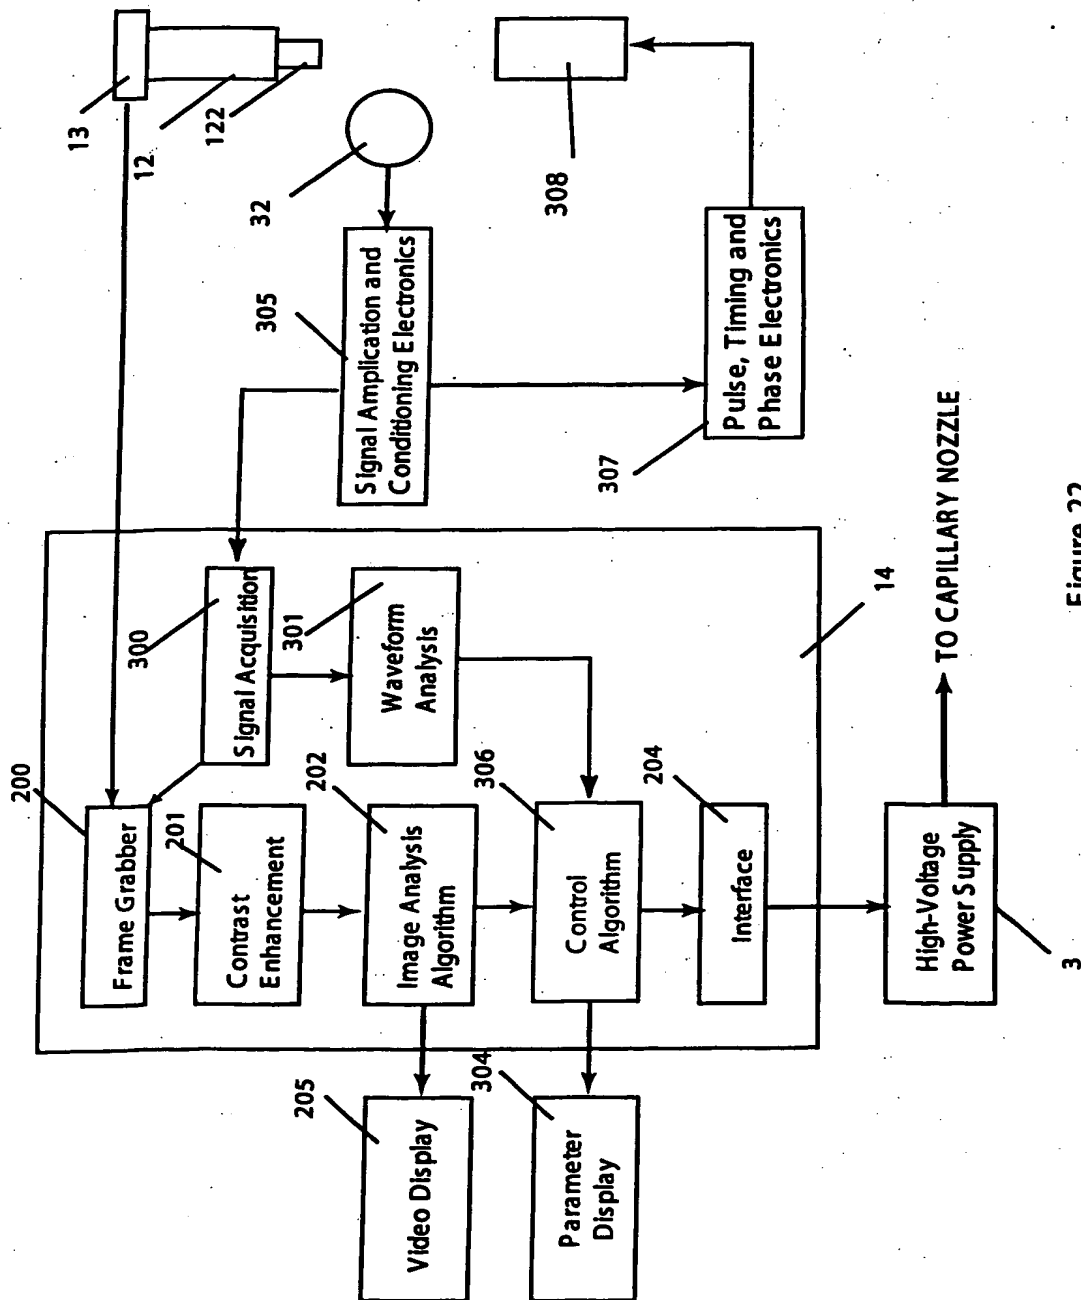 13
12
122
32
308
305
Signal Amplication and
Conditioning Electronics
307
Pulse, Timing and
Phase Electronics
200
Frame Grabber
300
Signal Acquisition
201
Contrast
Enhancement
301
Waveform
Analysis
202
Image Analysis
Algorithm
306
Control
Algorithm
204
Interface
14
205
Video Display
304
Parameter
Display
High-Voltage
Power Supply
3
TO CAPILLARY NOZZLE
Figure 22